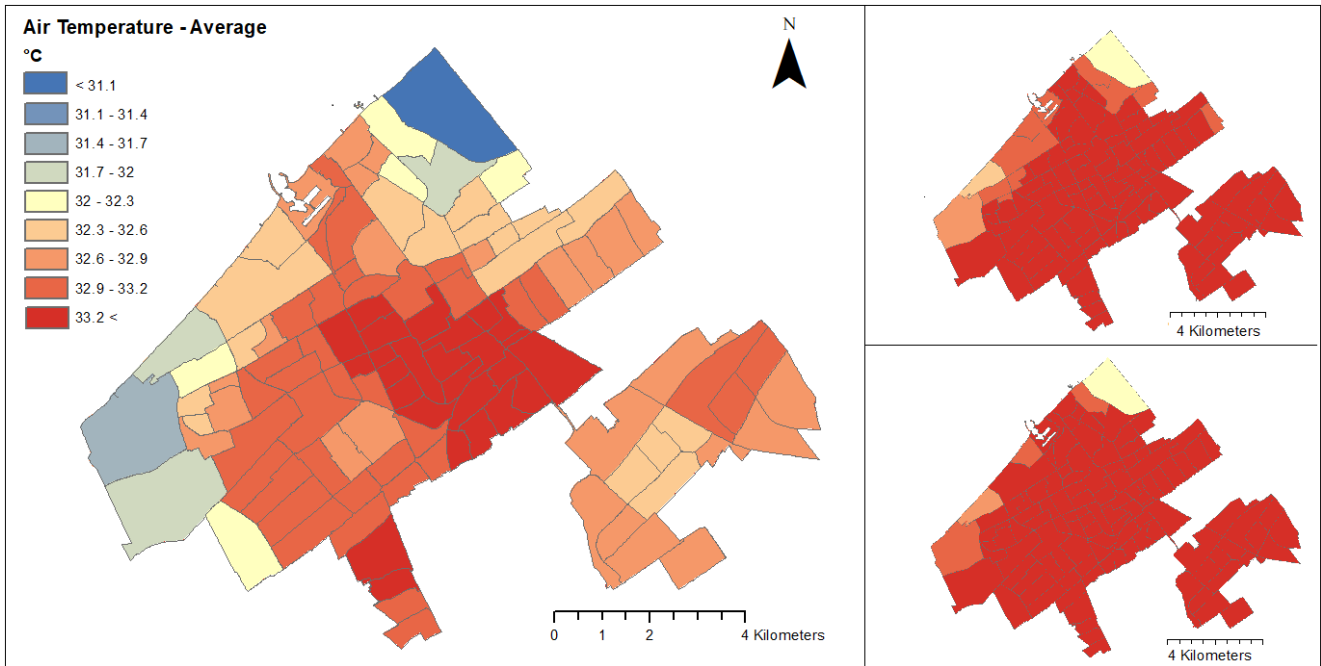 Air Temperature - Average
°C
< 31.1
31.1 - 31.4
31.4 - 31.7
31.7 - 32
32 - 32.3
32.3 - 32.6
32.6 - 32.9
32.9 - 33.2
33.2 <
N
0 1 2 4 Kilometers
4 Kilometers
4 Kilometers